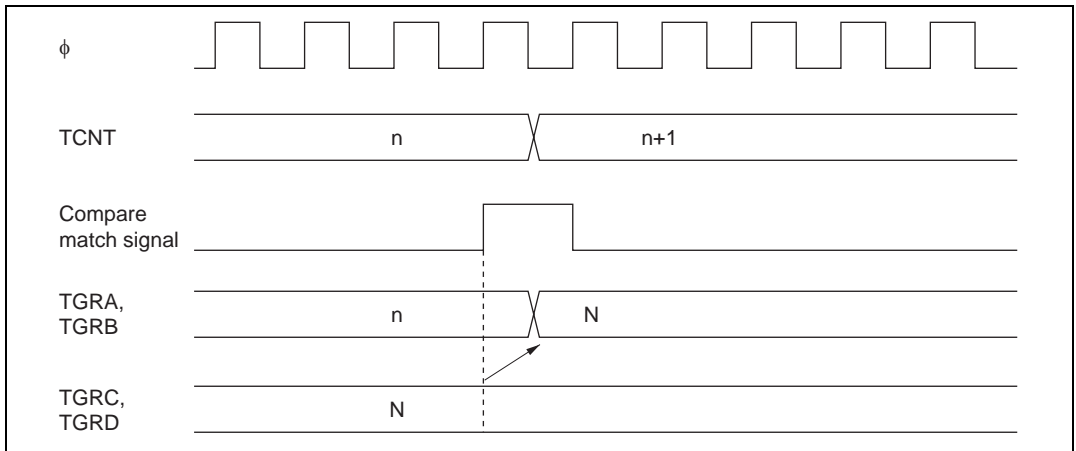 ϕ
TCNT
n
n+1
Compare
match signal
TGRA,
TGRB
n
N
TGRC,
TGRD
N